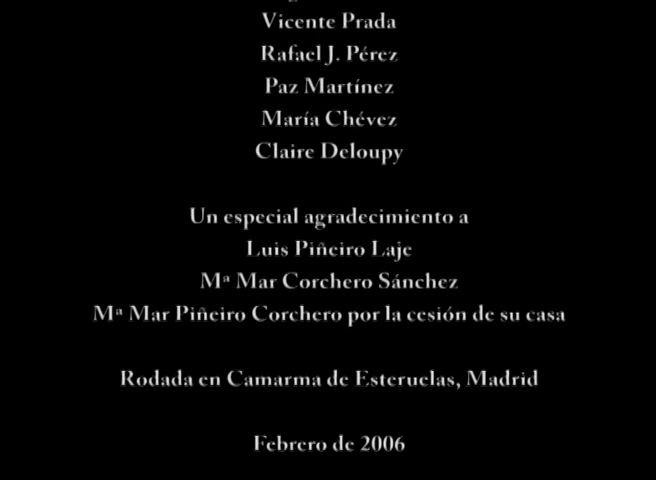 Vicente Prada
Rafael J. Pérez
Paz Martínez
María Chévez
Claire Deloupy
Un especial agradecimiento a
Luis Piñeiro Laje
Mª Mar Corchero Sánchez
Mª Mar Piñeiro Corchero por la cesión de su casa
Rodada en Camarma de Esteruelas, Madrid
Febrero de 2006